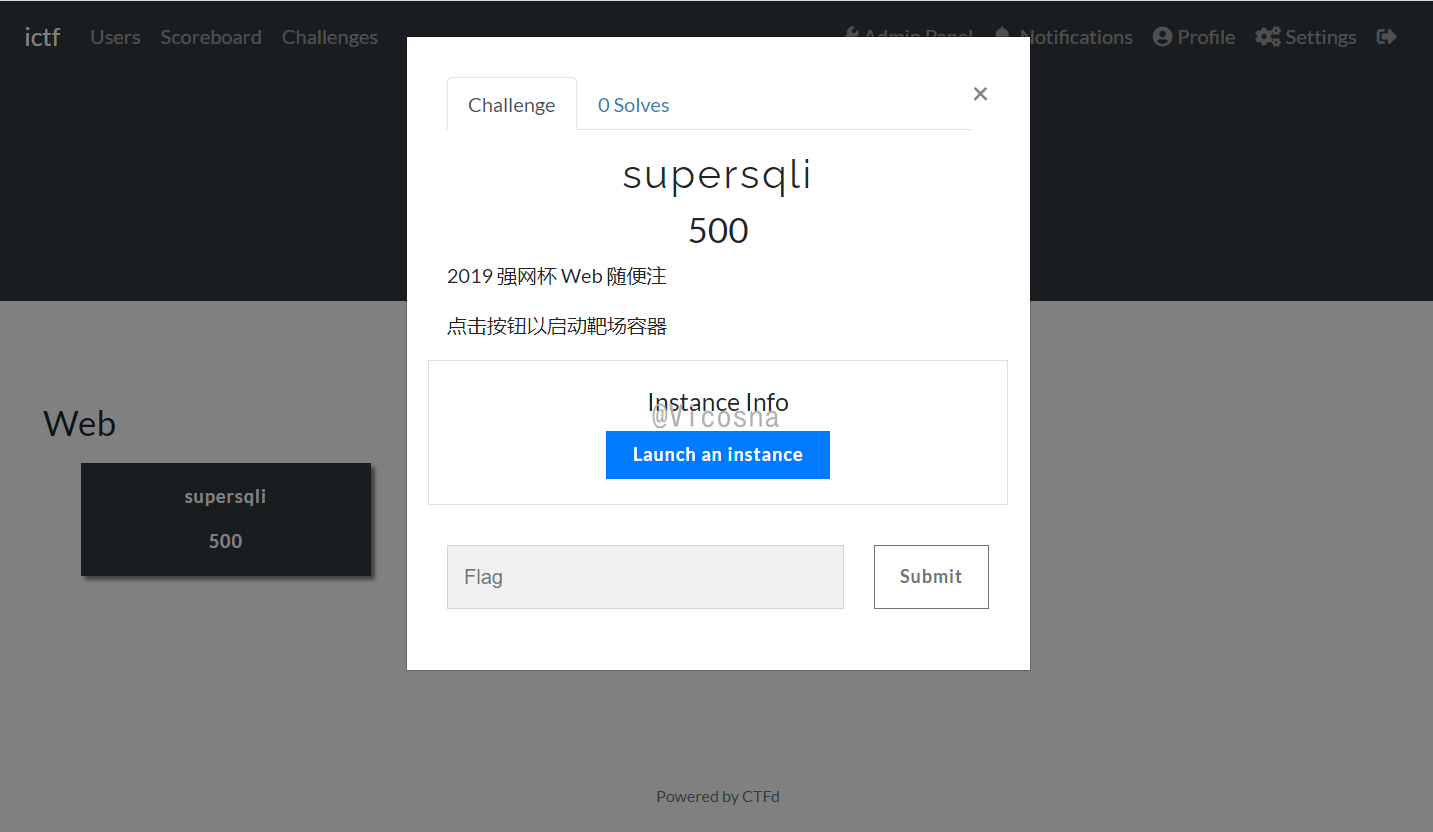 ictf Users Scoreboard Challenges Admin Panel Notifications Profile Settings
Challenge 0 Solves ×
supersqli
500
2019 强网杯 Web 随便注
点击按钮以启动靶场容器
Instance Info
@Vicosna
Launch an instance
Web
supersqli
500
Flag Submit
Powered by CTFd